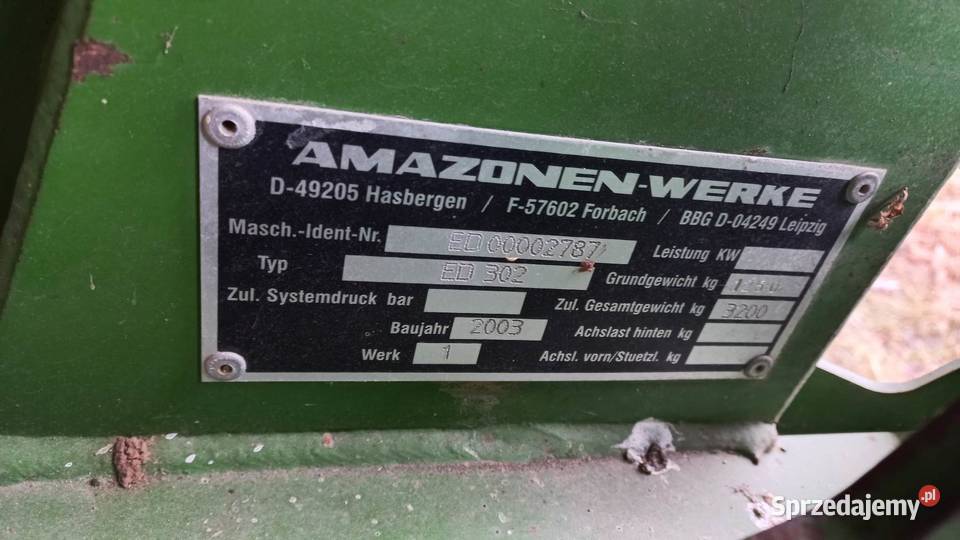 AMAZONEN-WERKE
D-49205 Hasbergen / F-57602 Forbach / BBG D-04249 Leipzig
Masch.-Ident-Nr. ED 00002787 Leistung KW
Typ ED 302 Grundgewicht kg
Zul. Systemdruck bar Zul. Gesamtgewicht kg 3200
Baujahr 2003 Achslast hinten kg
Werk 1 Achsl. vorn/Stuetzl. kg
Sprzedajemy.pl